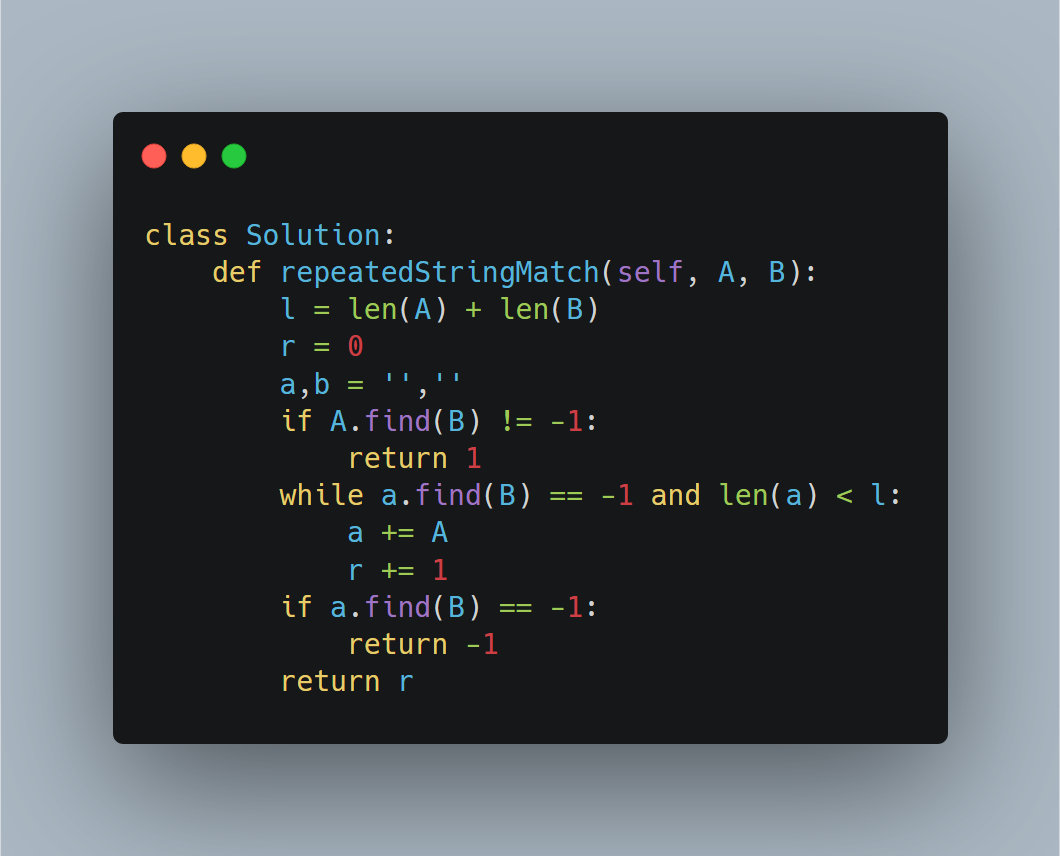 class Solution:
    def repeatedStringMatch(self, A, B):
        l = len(A) + len(B)
        r = 0
        a,b = '',''
        if A.find(B) != -1:
            return 1
        while a.find(B) == -1 and len(a) < l:
            a += A
            r += 1
        if a.find(B) == -1:
            return -1
        return r